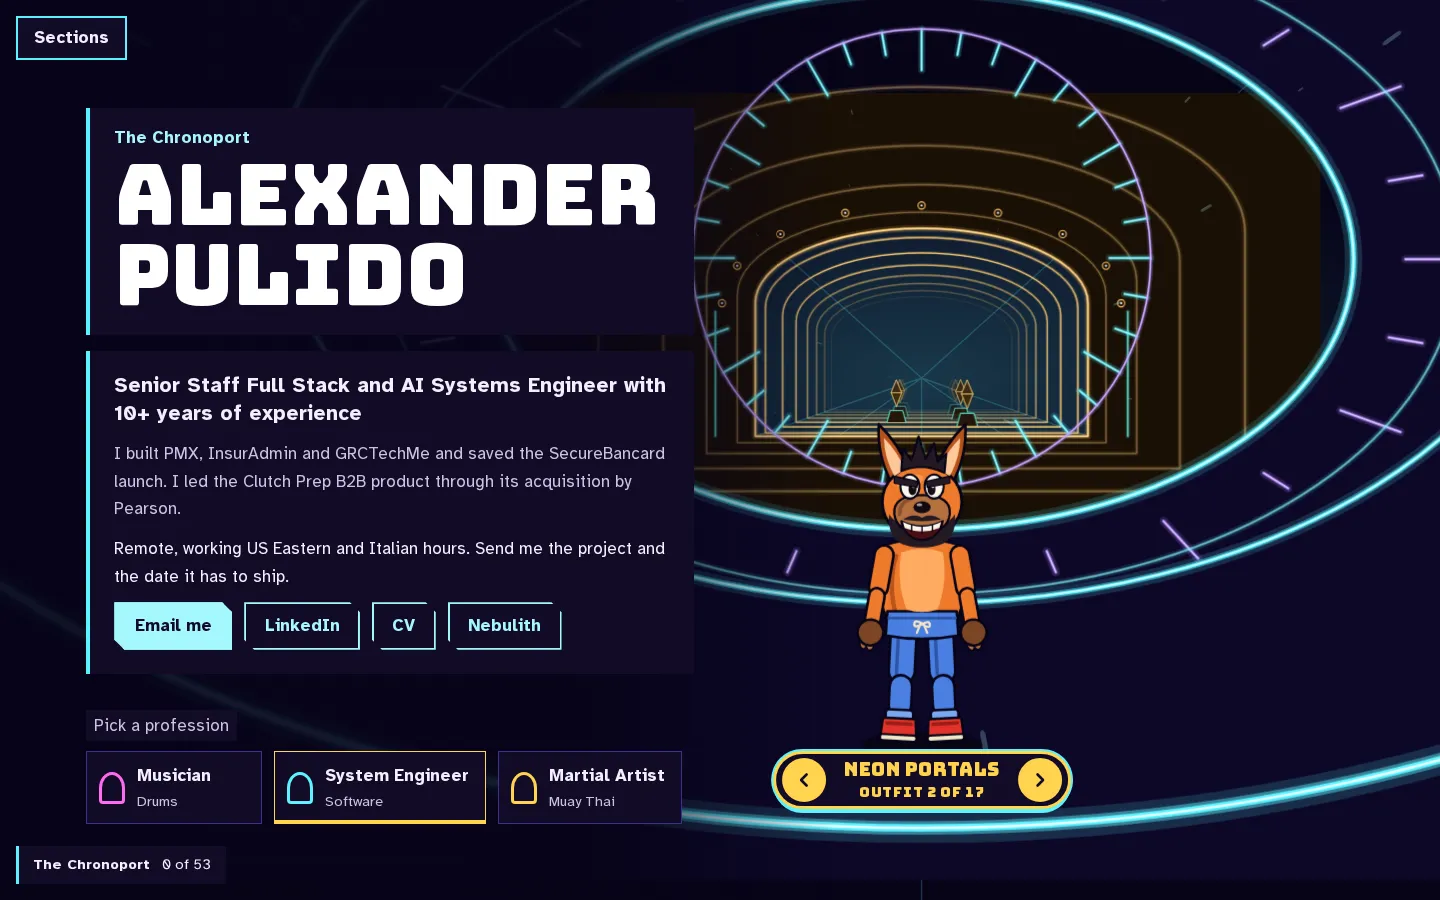 Sections
The Chronoport
ALEXANDER
PULIDO
Senior Staff Full Stack and AI Systems Engineer with
10+ years of experience
I built PMX, InsurAdmin and GRCTechMe and saved the SecureBancard
launch. I led the Clutch Prep B2B product through its acquisition by
Pearson.
Remote, working US Eastern and Italian hours. Send me the project and
the date it has to ship.
Email me
LinkedIn
CV
Nebulith
Pick a profession
Musician
Drums
System Engineer
Software
Martial Artist
Muay Thai
NEON PORTALS
OUTFIT 2 OF 17
The Chronoport 0 of 53